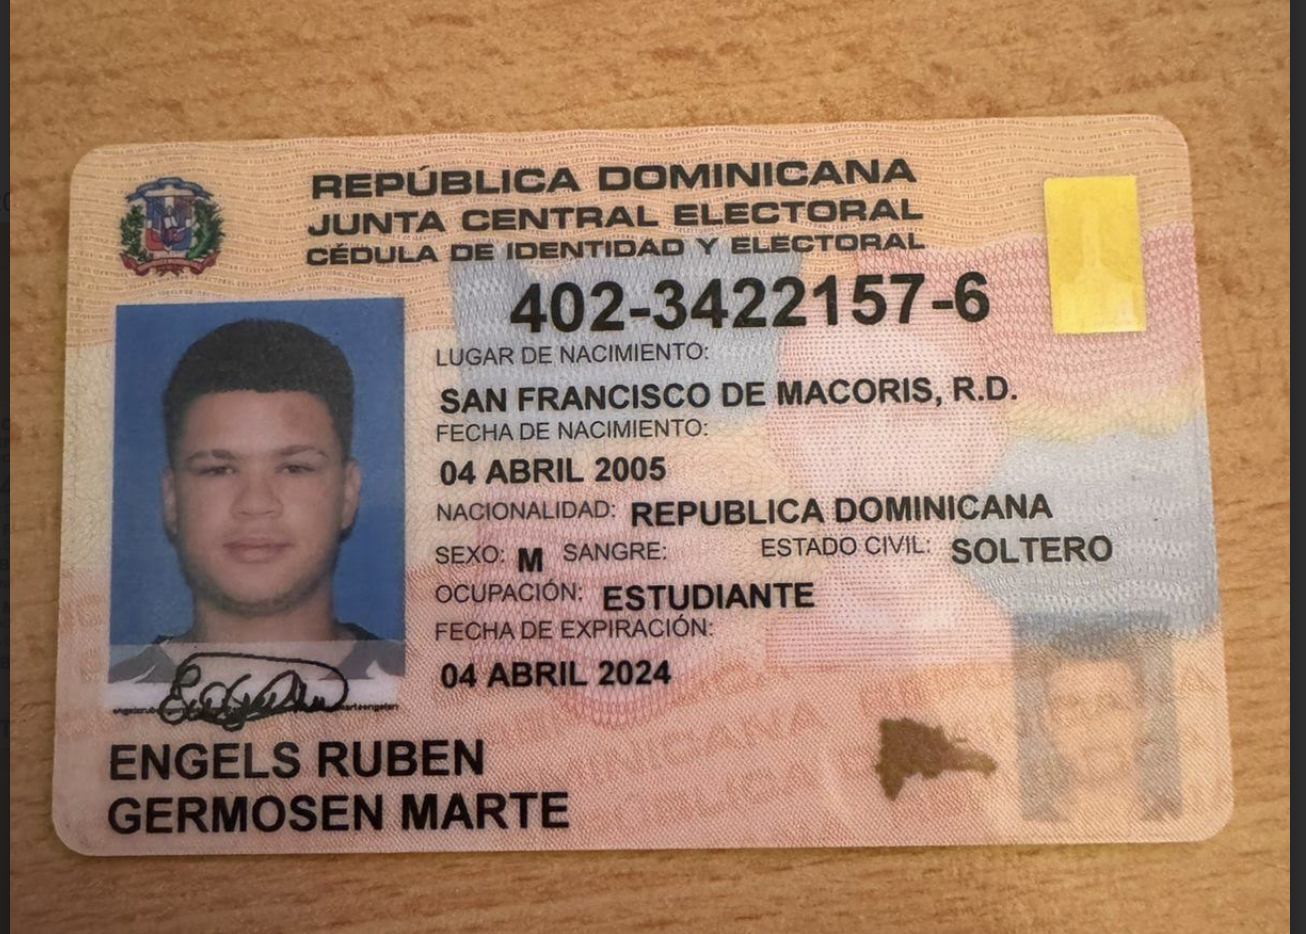 REPÚBLICA DOMINICANA
JUNTA CENTRAL ELECTORAL
CÉDULA DE IDENTIDAD Y ELECTORAL
402-3422157-6
LUGAR DE NACIMIENTO:
SAN FRANCISCO DE MACORIS, R.D.
FECHA DE NACIMIENTO:
04 ABRIL 2005
NACIONALIDAD: REPUBLICA DOMINICANA
SEXO: M SANGRE: ESTADO CIVIL: SOLTERO
OCUPACIÓN: ESTUDIANTE
FECHA DE EXPIRACIÓN:
04 ABRIL 2024
ENGELS RUBEN
GERMOSEN MARTE